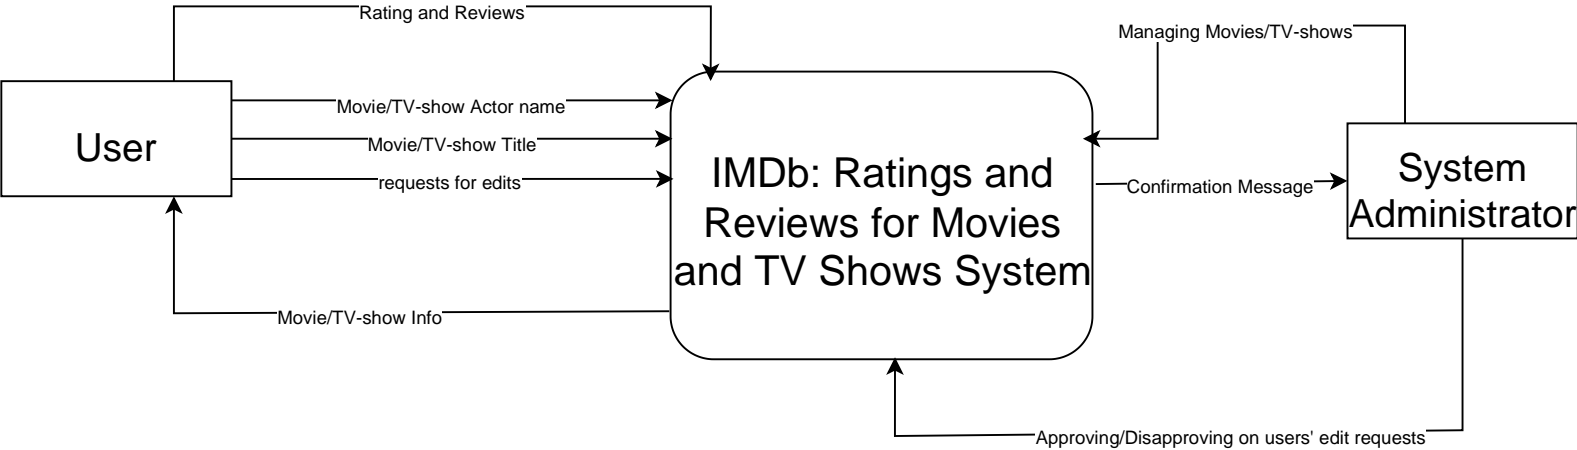 Rating and Reviews
Managing Movies/TV-shows
Movie/TV-show Actor name
User
Movie/TV-show Title
requests for edits
IMDb: Ratings and
Reviews for Movies
and TV Shows System
Confirmation Message
System
Administrator
Movie/TV-show Info
Approving/Disapproving on users' edit requests